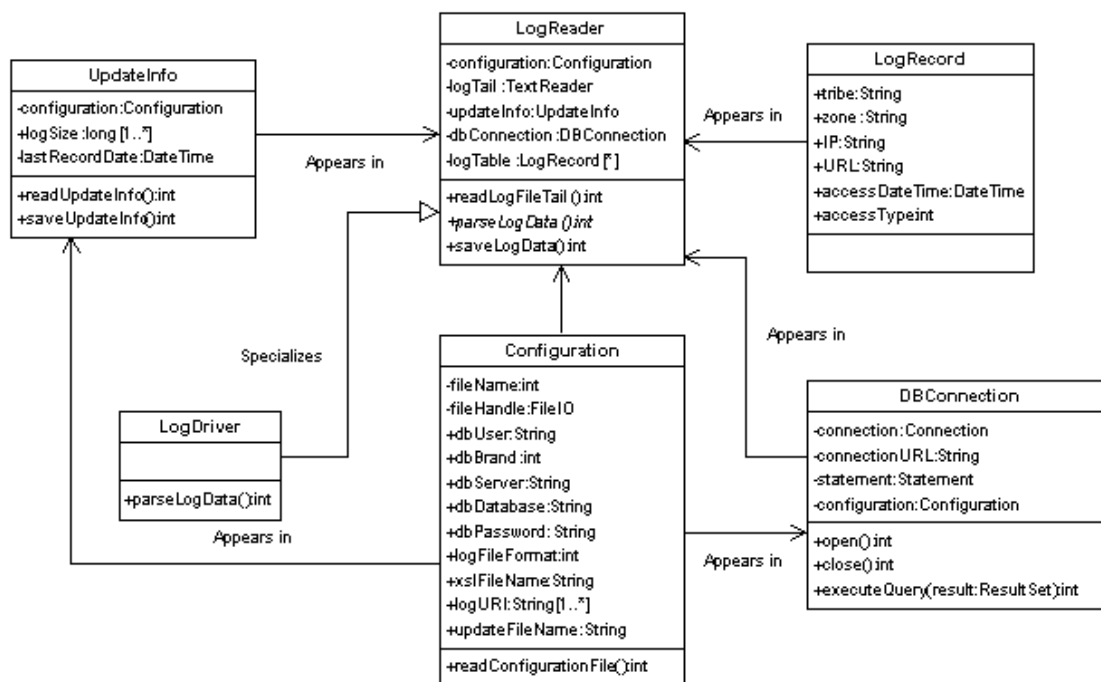 LogReader
-configuration:Configuration
-logTail:TextReader
-updateInfo:UpdateInfo
-dbConnection:DBConnection
-logTable:LogRecord[*]
+readLogFileTail():int
+parseLogData():int
+saveLogData():int
UpdateInfo
-configuration:Configuration
+logSize:long[1..*]
-lastRecordDate:DateTime
+readUpdateInfo():int
+saveUpdateInfo():int
Appears in
Appears in
LogRecord
+tribe:String
+zone:String
+IP:String
+URL:String
+accessDateTime:DateTime
+accessType:int
Specializes
Appears in
LogDriver
+parseLogData():int
Appears in
Configuration
-fileName:int
-fileHandle:FileIO
+dbUser:String
+dbBrand:int
+dbServer:String
+dbDatabase:String
+dbPassword:String
+logFileFormat:int
+xslFileName:String
+logURI:String[1..*]
+updateFileName:String
+readConfigurationFile():int
Appears in
DBConnection
-connection:Connection
-connectionURL:String
-statement:Statement
-configuration:Configuration
+open():int
+close():int
+executeQuery(result:ResultSet):int